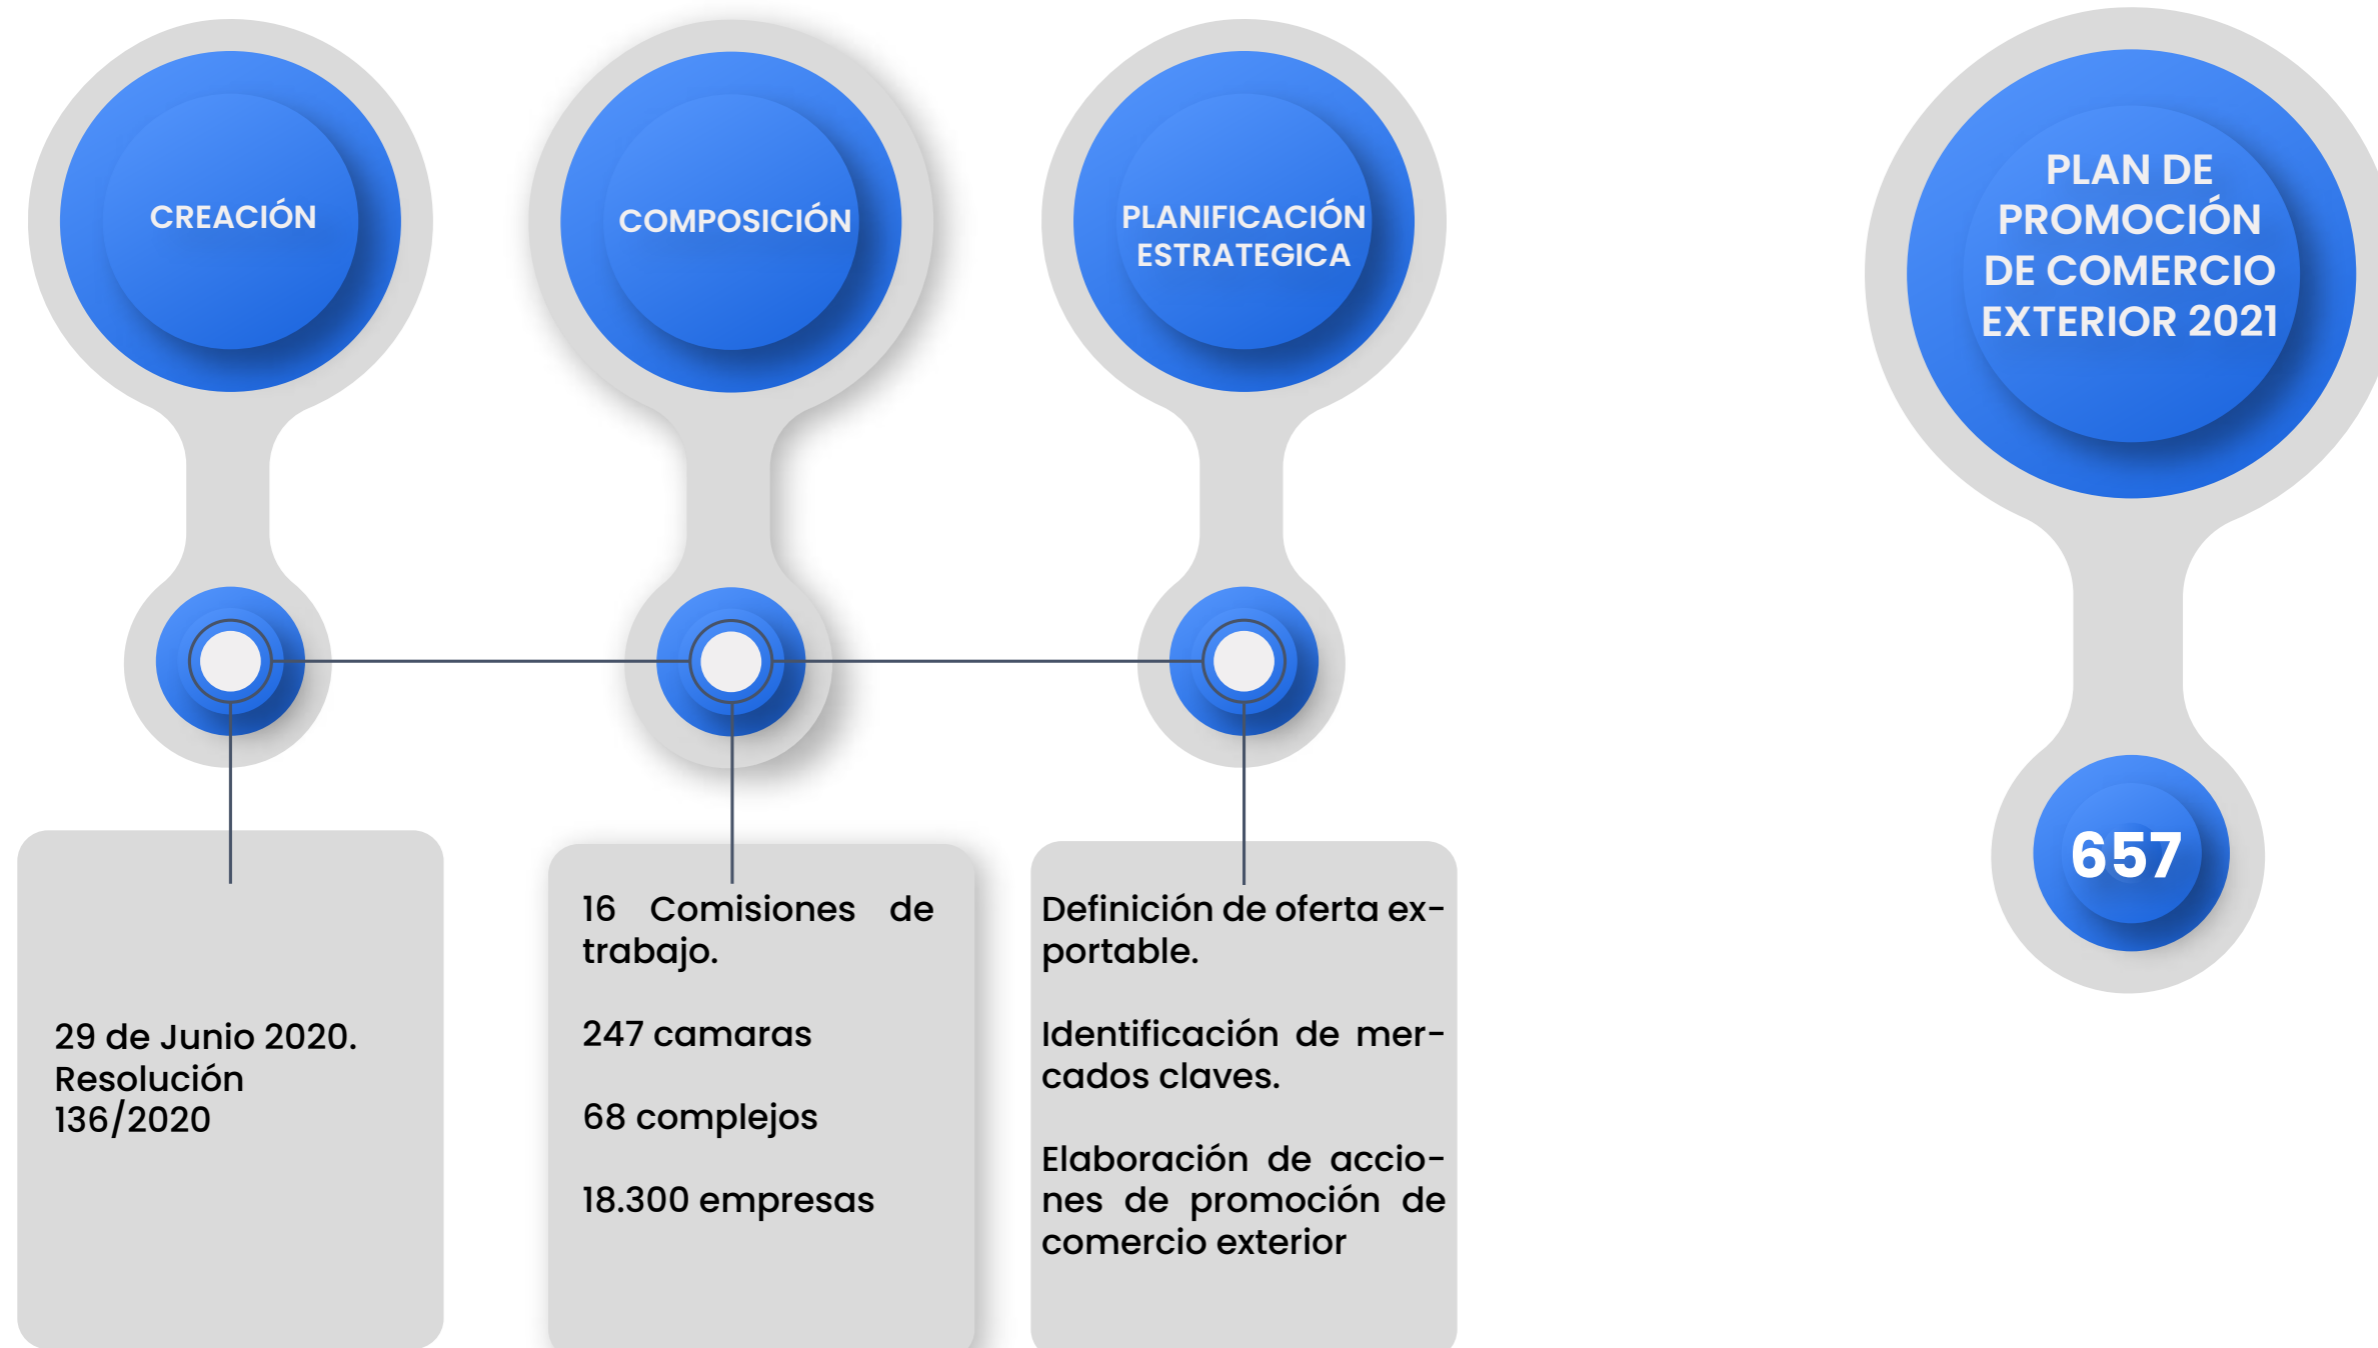 CREACIÓN
29 de Junio 2020.
Resolución
136/2020
COMPOSICIÓN
16 Comisiones de
trabajo.
247 camaras
68 complejos
18.300 empresas
PLANIFICACIÓN
ESTRATEGICA
Definición de oferta ex-
portable.
Identificación de mer-
cados claves.
Elaboración de accio-
nes de promoción de
comercio exterior
PLAN DE
PROMOCIÓN
DE COMERCIO
EXTERIOR 2021
657